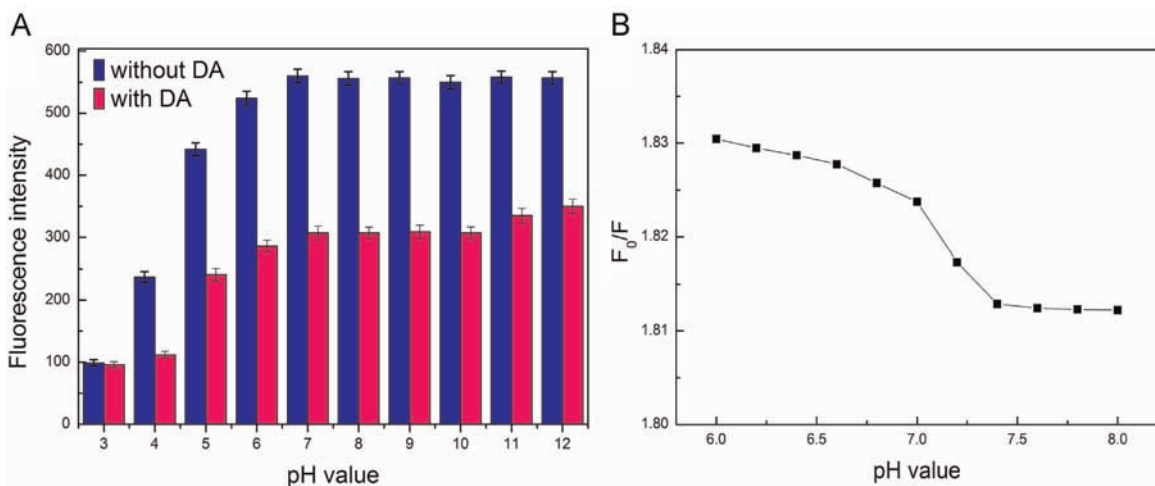 A
600
500
400
300
200
100
0
Fluorescence intensity
without DA
with DA
3 4 5 6 7 8 9 10 11 12
pH value
B
1.84
1.83
1.82
1.81
1.80
F0/F
6.0 6.5 7.0 7.5 8.0
pH value